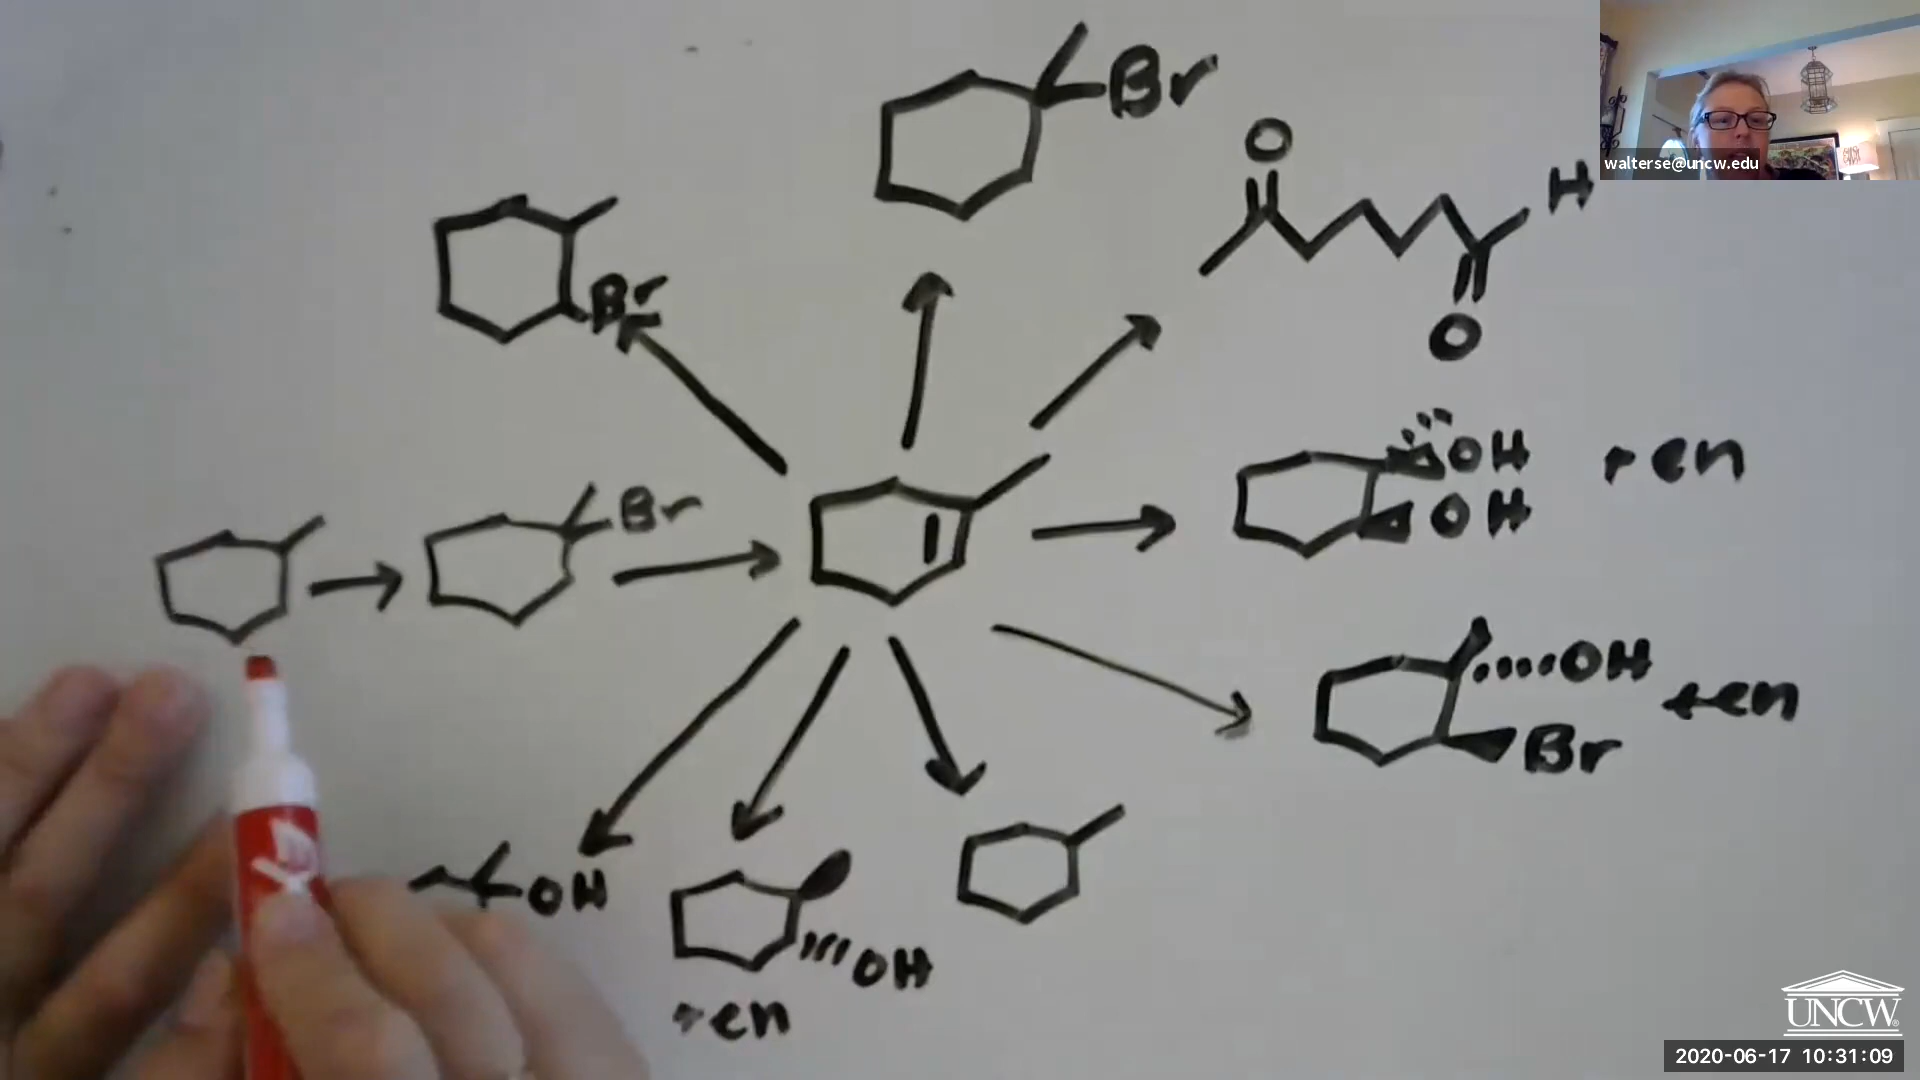 Br
walterse@uncw.edu
O
H
Br
O
OH
+ en
OH
Br
OH
+ en
Br
OH
OH
+ en
UNCW
2020-06-17 10:31:09